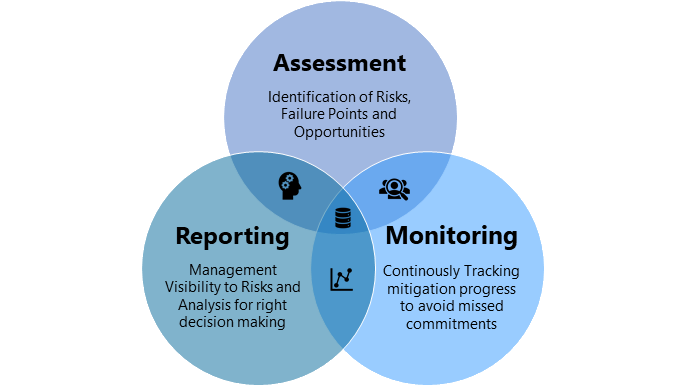 Assessment
Identification of Risks,
Failure Points and
Opportunities
Reporting
Management
Visibility to Risks and
Analysis for right
decision making
Monitoring
Continously Tracking
mitigation progress
to avoid missed
commitments